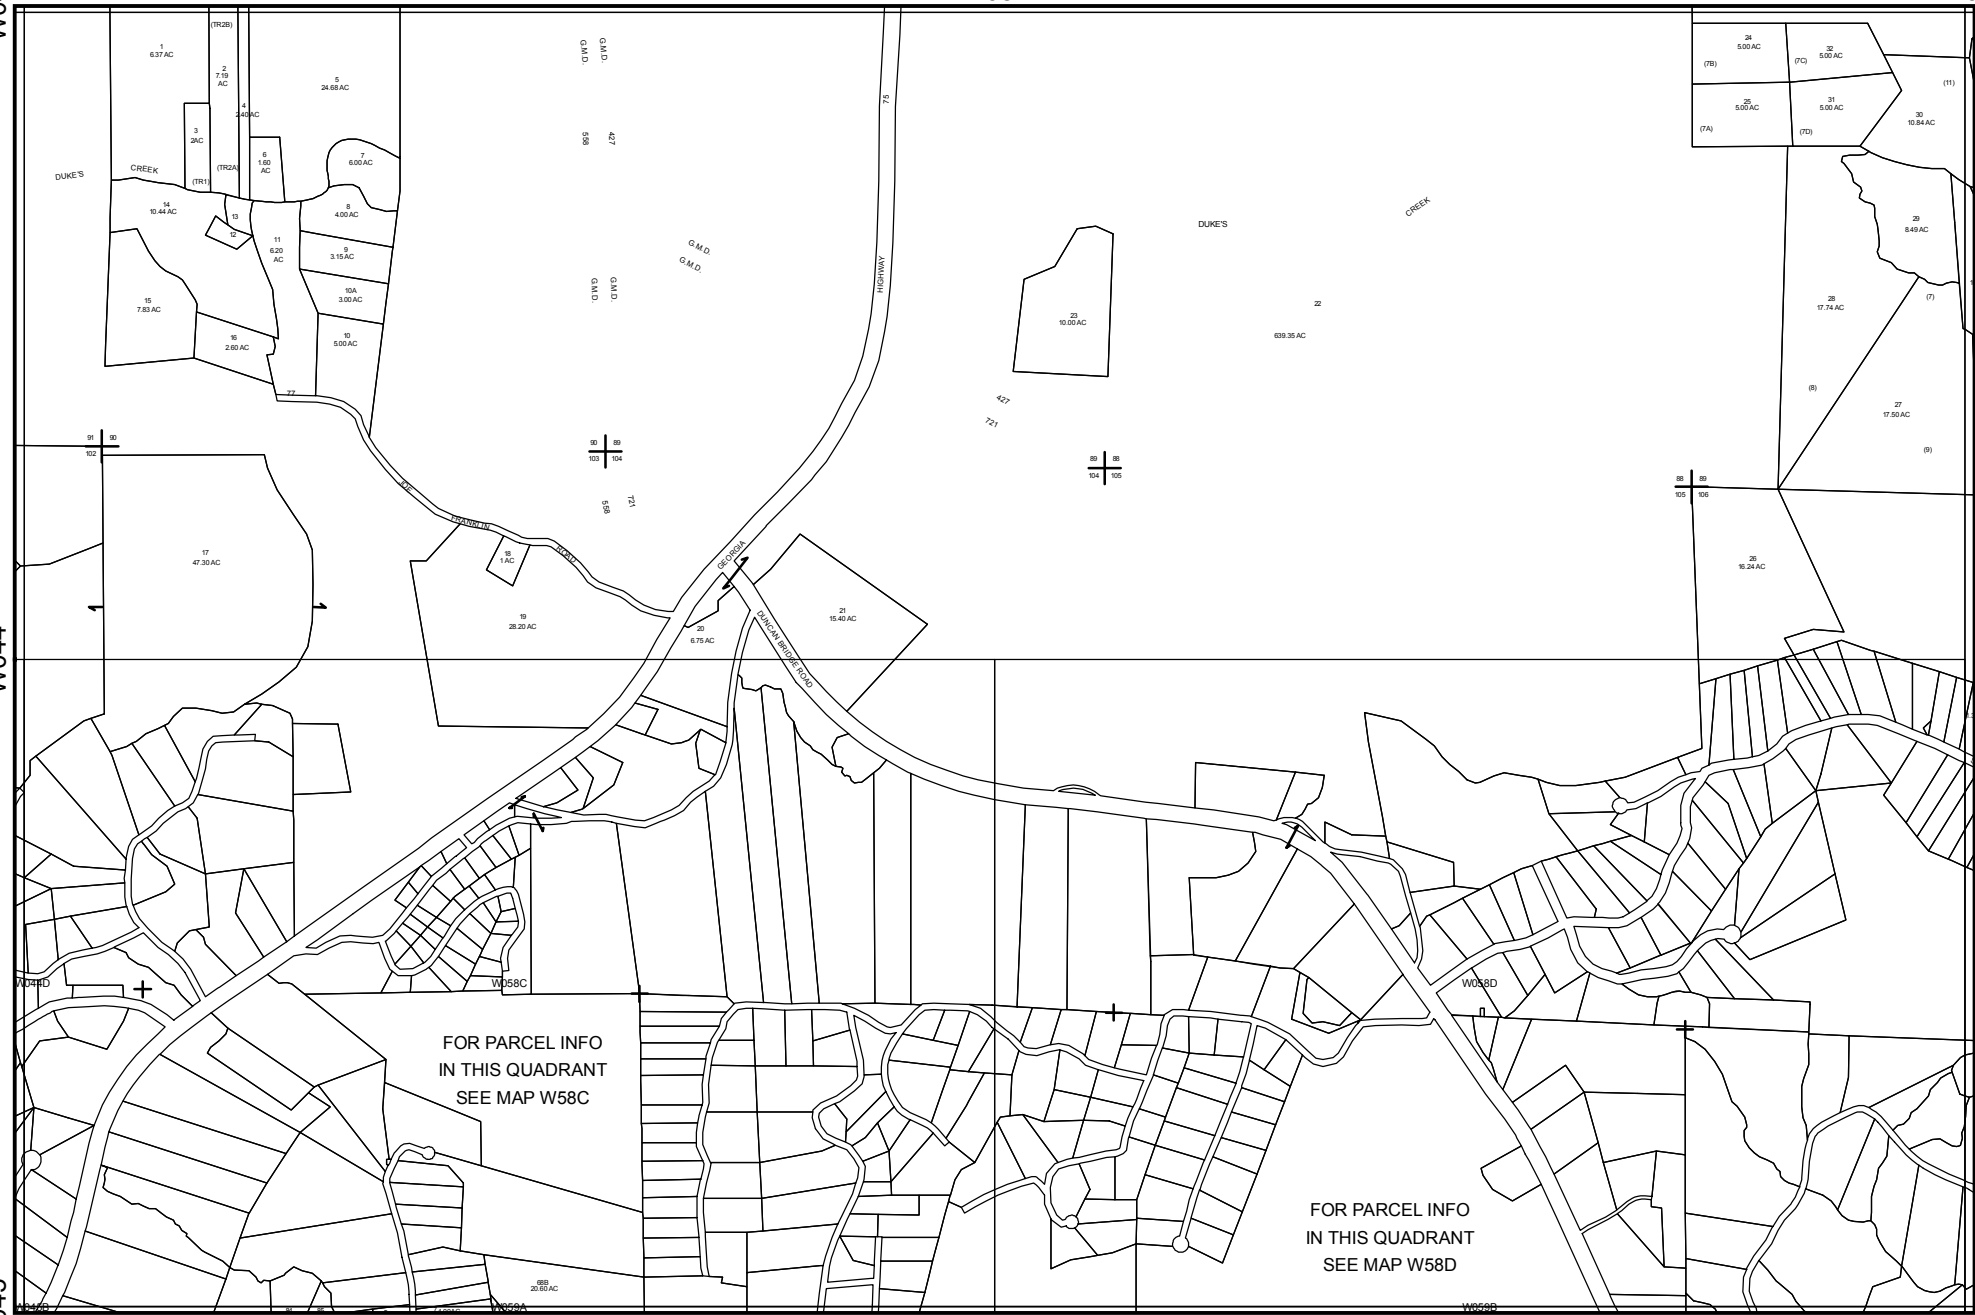 1
6.37 AC
(TR2B)
2
7.19
AC
4
2.40 AC
5
24.68 AC
3
2AC
(TR1)
(TR2A)
6
1.60
AC
7
6.00 AC
DUKE'S
CREEK
14
10.44 AC
13
12
11
6.20
AC
8
4.00 AC
9
3.15 AC
10A
3.00 AC
10
5.00 AC
15
7.83 AC
16
2.60 AC
77
G.M.D.
G.M.D.
558
427
G.M.D.
G.M.D.
G.M.D.
G.M.D.
75
HIGHWAY
DUKE'S
CREEK
23
10.00 AC
22
639.35 AC
427
721
24
5.00 AC
(7B)
32
5.00 AC
(7C)
25
5.00 AC
(7A)
31
5.00 AC
(7D)
(11)
30
10.84 AC
29
8.49 AC
28
17.74 AC
(7)
(8)
27
17.50 AC
(9)
91 90
102
90 89
103 104
89 88
104 105
88 89
105 106
558
721
JOE
FRANKLIN
ROAD
17
47.30 AC
18
1 AC
19
28.20 AC
GEORGIA
20
6.75 AC
21
15.40 AC
DUNCAN BRIDGE ROAD
26
16.24 AC
W044
W044D
W058C
W058D
FOR PARCEL INFO
IN THIS QUADRANT
SEE MAP W58C
FOR PARCEL INFO
IN THIS QUADRANT
SEE MAP W58D
68B
20.60 AC
W045B
W059A
W059B